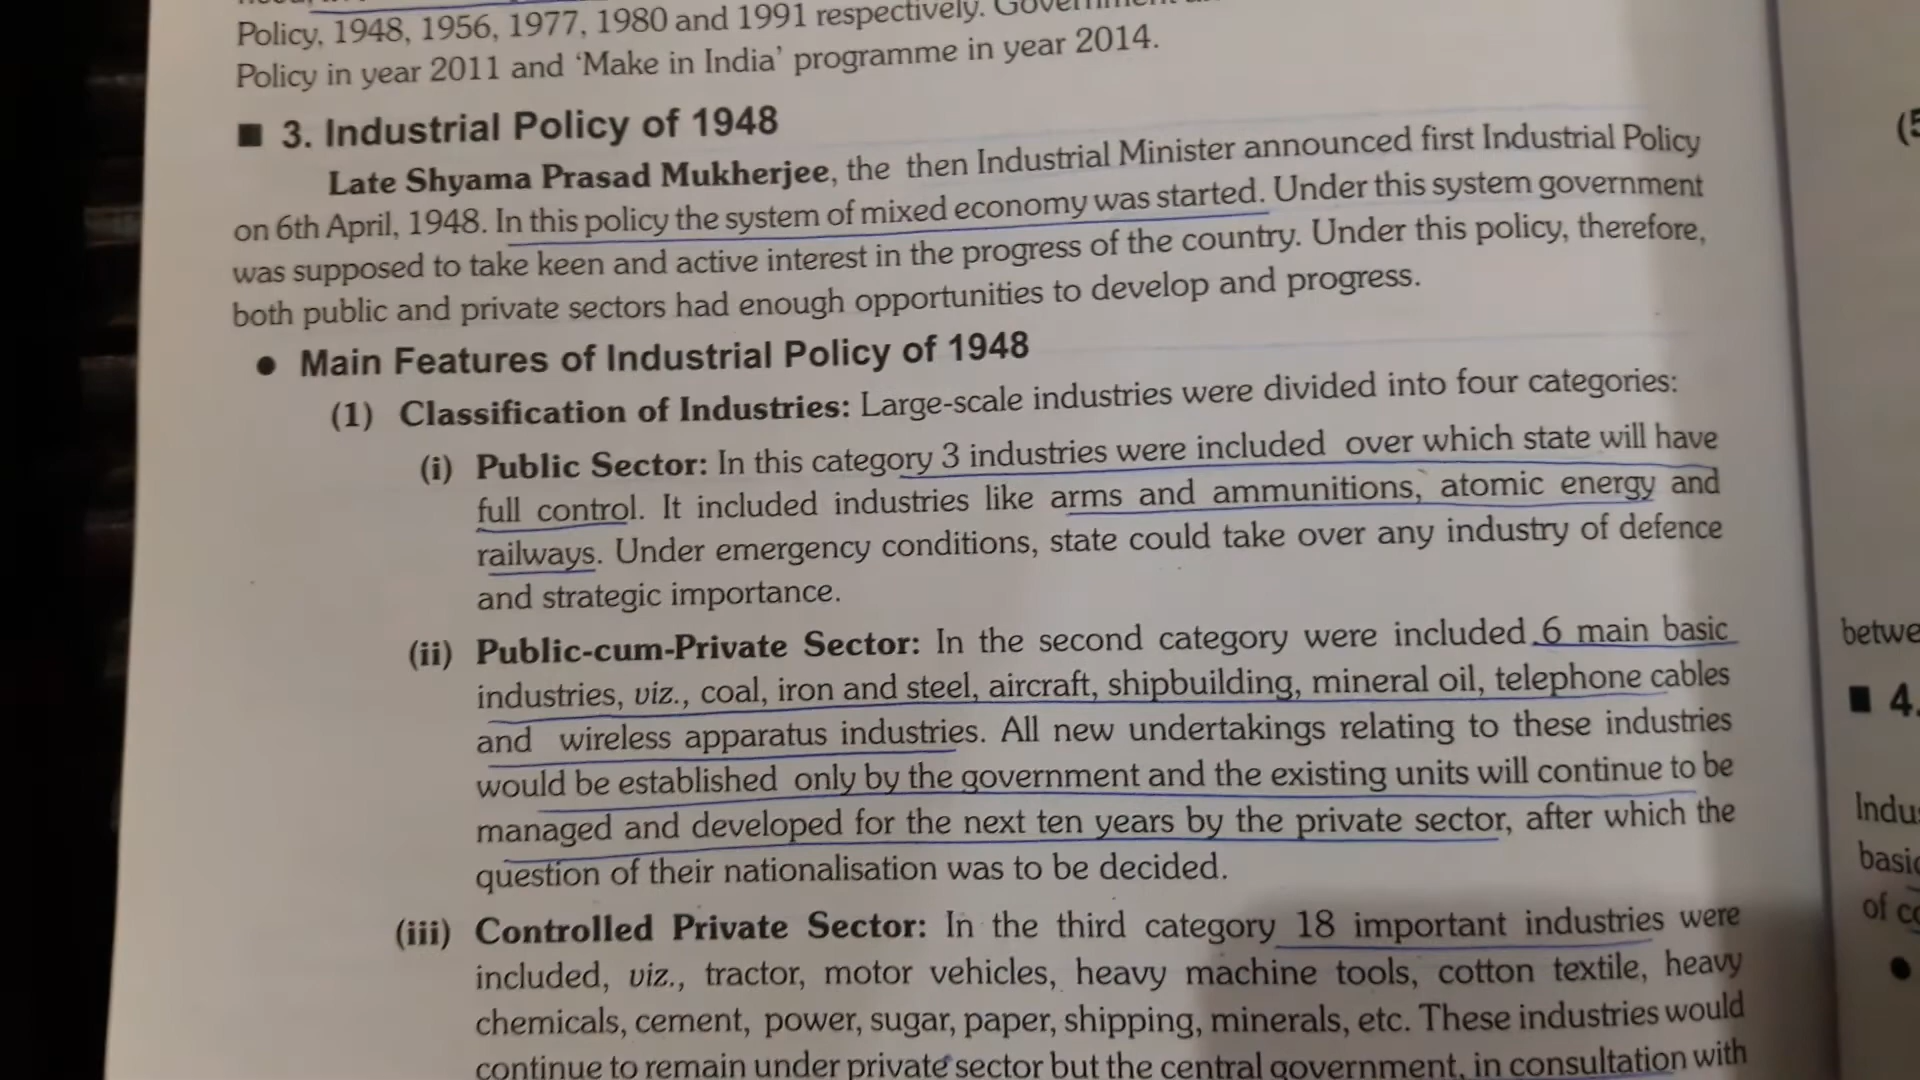 Policy, 1948, 1956, 1977, 1980 and 1991 respectively.
Policy in year 2011 and ‘Make in India’ programme in year 2014.
■ 3. Industrial Policy of 1948
Late Shyama Prasad Mukherjee, the then Industrial Minister announced first Industrial Policy
on 6th April, 1948. In this policy the system of mixed economy was started. Under this system government
was supposed to take keen and active interest in the progress of the country. Under this policy, therefore,
both public and private sectors had enough opportunities to develop and progress.
● Main Features of Industrial Policy of 1948
(1) Classification of Industries: Large-scale industries were divided into four categories:
(i) Public Sector: In this category 3 industries were included over which state will have
full control. It included industries like arms and ammunitions, atomic energy and
railways. Under emergency conditions, state could take over any industry of defence
and strategic importance.
(ii) Public-cum-Private Sector: In the second category were included 6 main basic
industries, viz., coal, iron and steel, aircraft, shipbuilding, mineral oil, telephone cables
and wireless apparatus industries. All new undertakings relating to these industries
would be established only by the government and the existing units will continue to be
managed and developed for the next ten years by the private sector, after which the
question of their nationalisation was to be decided.
(iii) Controlled Private Sector: In the third category 18 important industries were
included, viz., tractor, motor vehicles, heavy machine tools, cotton textile, heavy
chemicals, cement, power, sugar, paper, shipping, minerals, etc. These industries would
continue to remain under private sector but the central government, in consultation with
(5
betwe
■ 4.
Indus
basic
of co
●